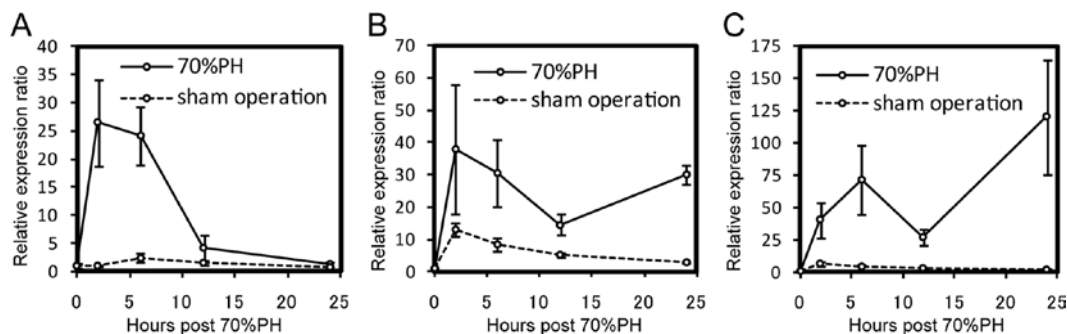 A
Relative expression ratio
40
35
30
25
20
15
10
5
0
70%PH
sham operation
0 5 10 15 20 25
Hours post 70%PH
B
Relative expression ratio
70
60
50
40
30
20
10
0
70%PH
sham operation
0 5 10 15 20 25
Hours post 70%PH
C
Relative expression ratio
175
150
125
100
75
50
25
0
70%PH
sham operation
0 5 10 15 20 25
Hours post 70%PH